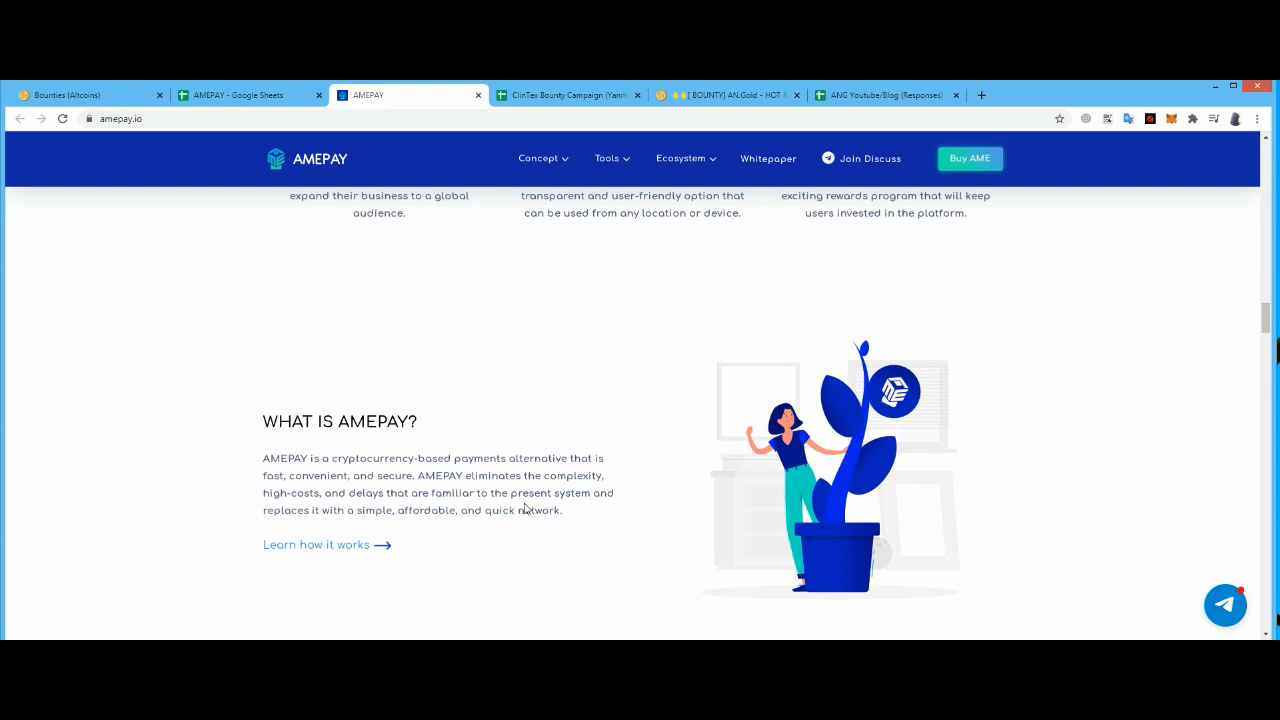 Bounties (Altcoins)
AMEPAY - Google Sheets
AMEPAY
ClinTex Bounty Campaign (Yanit
[ BOUNTY] AN.Gold - HOT
ANG Youtube/Blog (Responses)
amepay.io
AMEPAY
Concept
Tools
Ecosystem
Whitepaper
Join Discuss
Buy AME
expand their business to a global
audience.
transparent and user-friendly option that
can be used from any location or device.
exciting rewards program that will keep
users invested in the platform.
WHAT IS AMEPAY?
AMEPAY is a cryptocurrency-based payments alternative that is
fast, convenient, and secure. AMEPAY eliminates the complexity,
high-costs, and delays that are familiar to the present system and
replaces it with a simple, affordable, and quick network.
Learn how it works